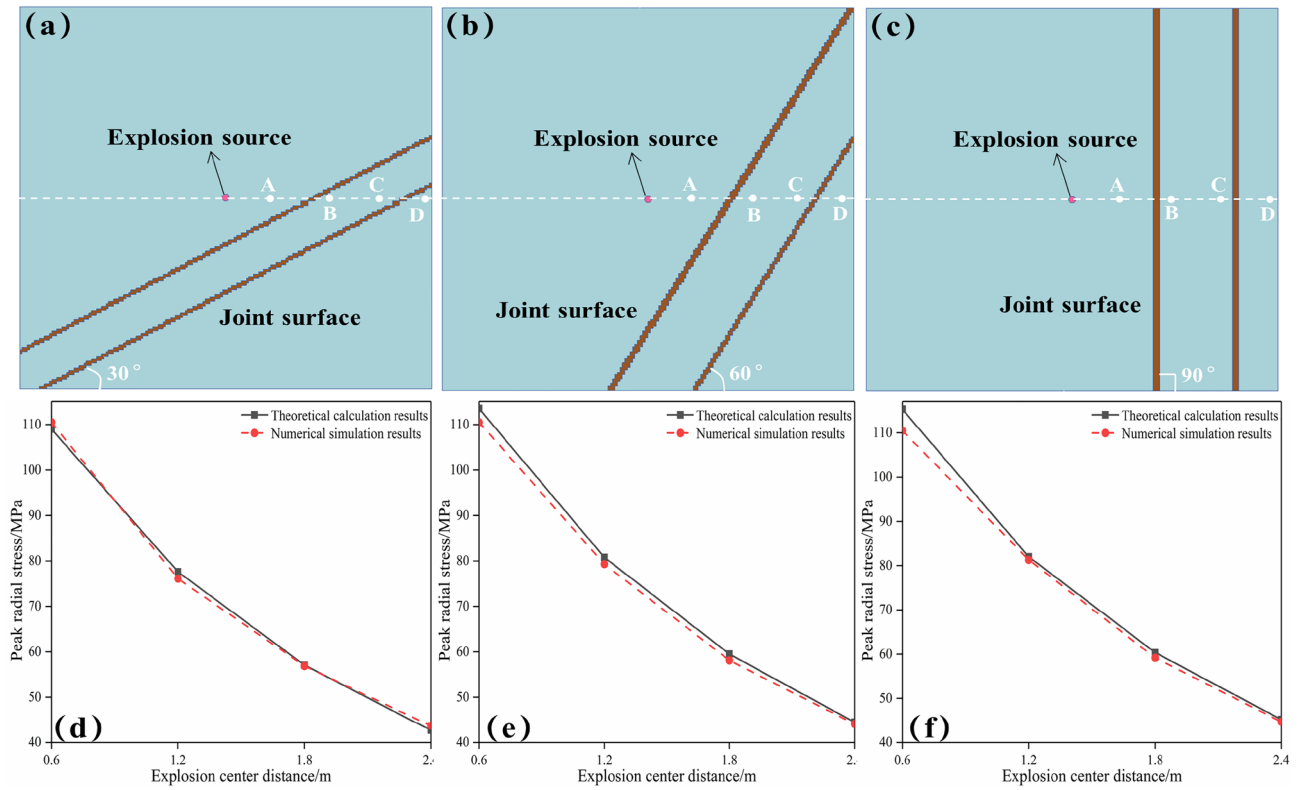 (a)
Explosion source
A
C
B
D
Joint surface
30°
(b)
Explosion source
A
C
B
D
Joint surface
60°
(c)
Explosion source
A
C
B
D
Joint surface
90°
Theoretical calculation results
Numerical simulation results
Peak radial stress/MPa
110
100
90
80
70
60
50
40
(d)
0.6
1.2
1.8
2.4
Explosion center distance/m
Theoretical calculation results
Numerical simulation results
Peak radial stress/MPa
110
100
90
80
70
60
50
40
(e)
0.6
1.2
1.8
2.4
Explosion center distance/m
Theoretical calculation results
Numerical simulation results
Peak radial stress/MPa
110
100
90
80
70
60
50
40
(f)
0.6
1.2
1.8
2.4
Explosion center distance/m